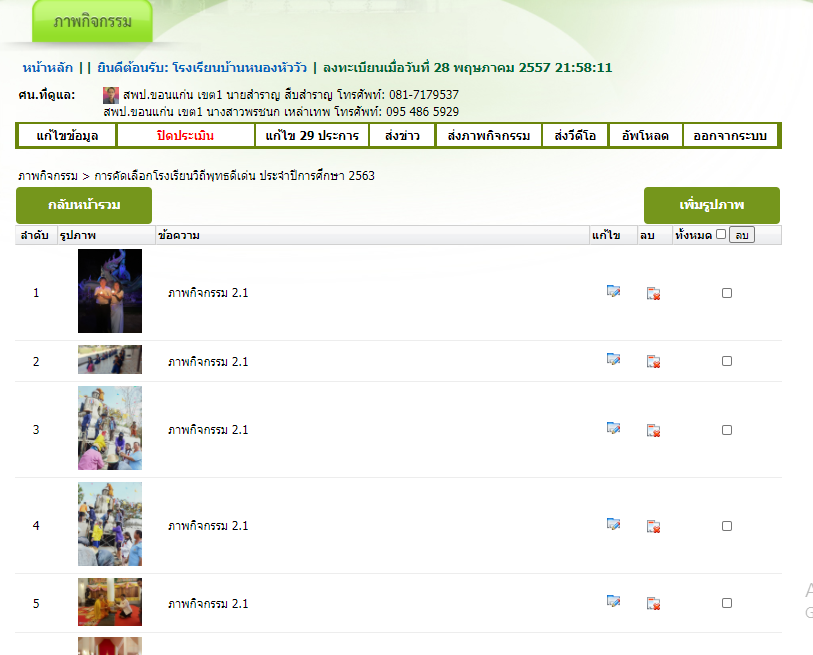 ภาพกิจกรรม
หน้าหลัก || ยินดีต้อนรับ: โรงเรียนบ้านหนองหัววัว | ลงทะเบียนเมื่อวันที่ 28 พฤษภาคม 2557 21:58:11
ศน.ที่ดูแล: สพป.ขอนแก่น เขต1 นายสำราญ สืบสำราญ โทรศัพท์: 081-7179537
สพป.ขอนแก่น เขต1 นางสาวพรชนก เหล่าเทพ โทรศัพท์: 095 486 5929
แก้ไขข้อมูล ปิดประเมิน แก้ไข 29 ประการ ส่งข่าว ส่งภาพกิจกรรม ส่งวีดีโอ อัพโหลด ออกจากระบบ
ภาพกิจกรรม > การคัดเลือกโรงเรียนวิถีพุทธดีเด่น ประจำปีการศึกษา 2563
กลับหน้ารวม เพิ่มรูปภาพ
ลำดับ รูปภาพ ข้อความ แก้ไข ลบ ทั้งหมด ลบ
1 ภาพกิจกรรม 2.1
2 ภาพกิจกรรม 2.1
3 ภาพกิจกรรม 2.1
4 ภาพกิจกรรม 2.1
5 ภาพกิจกรรม 2.1